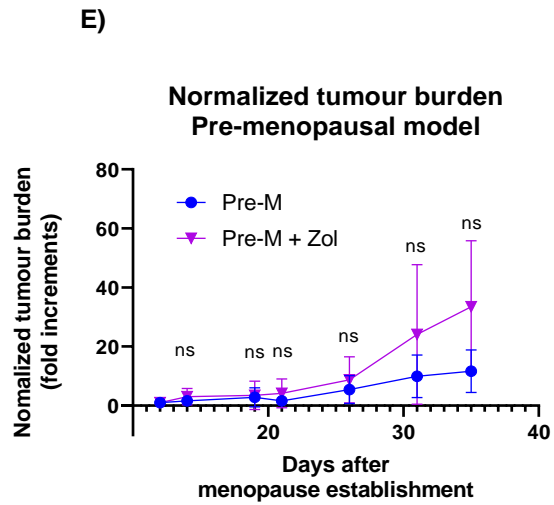 E)
Normalized tumour burden
Pre-menopausal model
Nomalized tumour burden
(fold increments)
80
60
40
20
0
Pre-M
Pre-M + Zol
ns
ns
ns
ns
ns
ns
20
30
40
Days after
menopause establishment